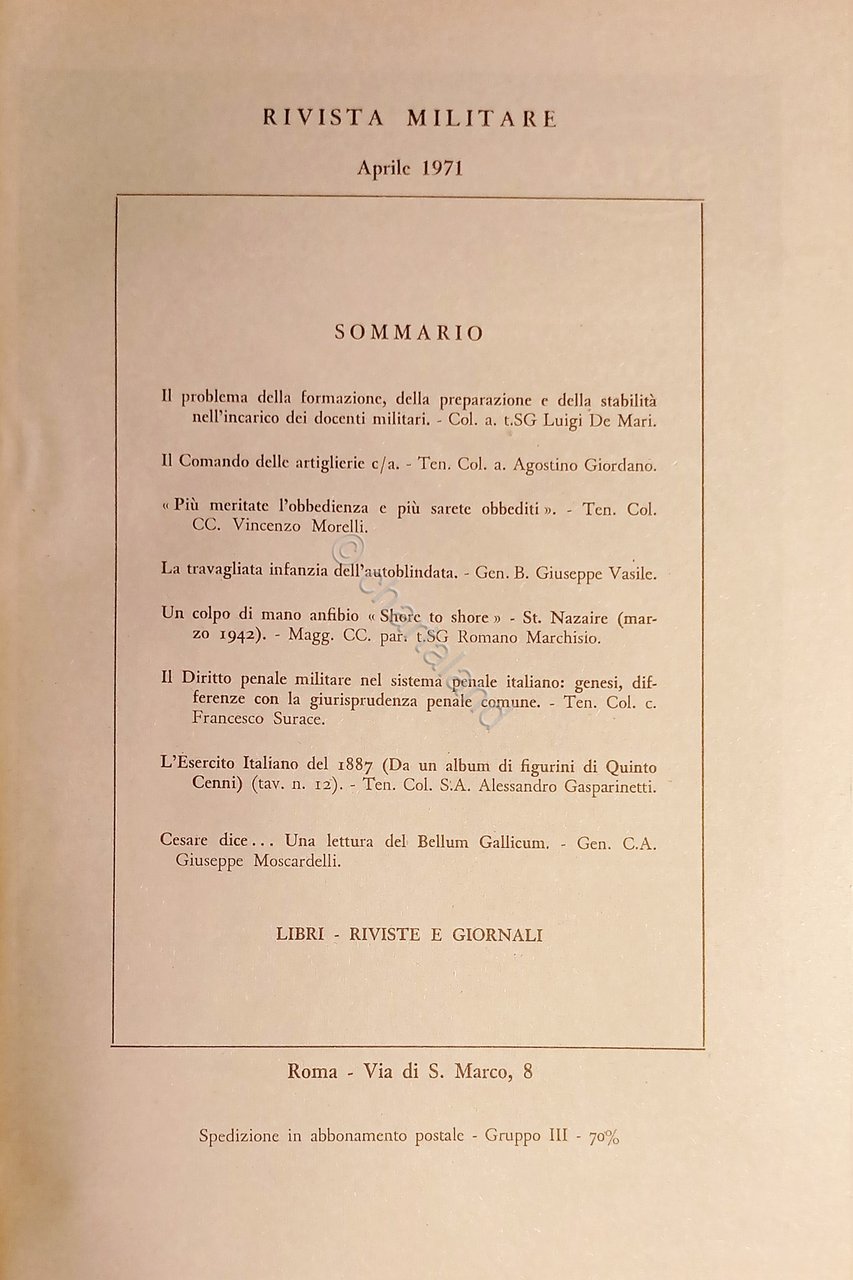 RIVISTA MILITARE
Aprile 1971
SOMMARIO
Il problema della formazione, della preparazione e della stabilità
nell'incarico dei docenti militari. - Col. a. t.SG Luigi De Mari.
Il Comando delle artiglierie c/a. - Ten. Col. a. Agostino Giordano.
« Più meritate l'obbedienza e più sarete obbediti ». - Ten. Col.
CC. Vincenzo Morelli.
La travagliata infanzia dell'autoblindata. - Gen. B. Giuseppe Vasile.
Un colpo di mano anfibio « Shore to shore » - St. Nazaire (mar-
zo 1942). - Magg. CC. par. t.SG Romano Marchisio.
Il Diritto penale militare nel sistema penale italiano: genesi, dif-
ferenze con la giurisprudenza penale comune. - Ten. Col. c.
Francesco Surace.
L'Esercito Italiano del 1887 (Da un album di figurini di Quinto
Cenni) (tav. n. 12). - Ten. Col. S.A. Alessandro Gasparinetti.
Cesare dice... Una lettura del Bellum Gallicum. - Gen. C.A.
Giuseppe Moscardelli.
LIBRI - RIVISTE E GIORNALI
Roma - Via di S. Marco, 8
Spedizione in abbonamento postale - Gruppo III - 70%
© chartaland